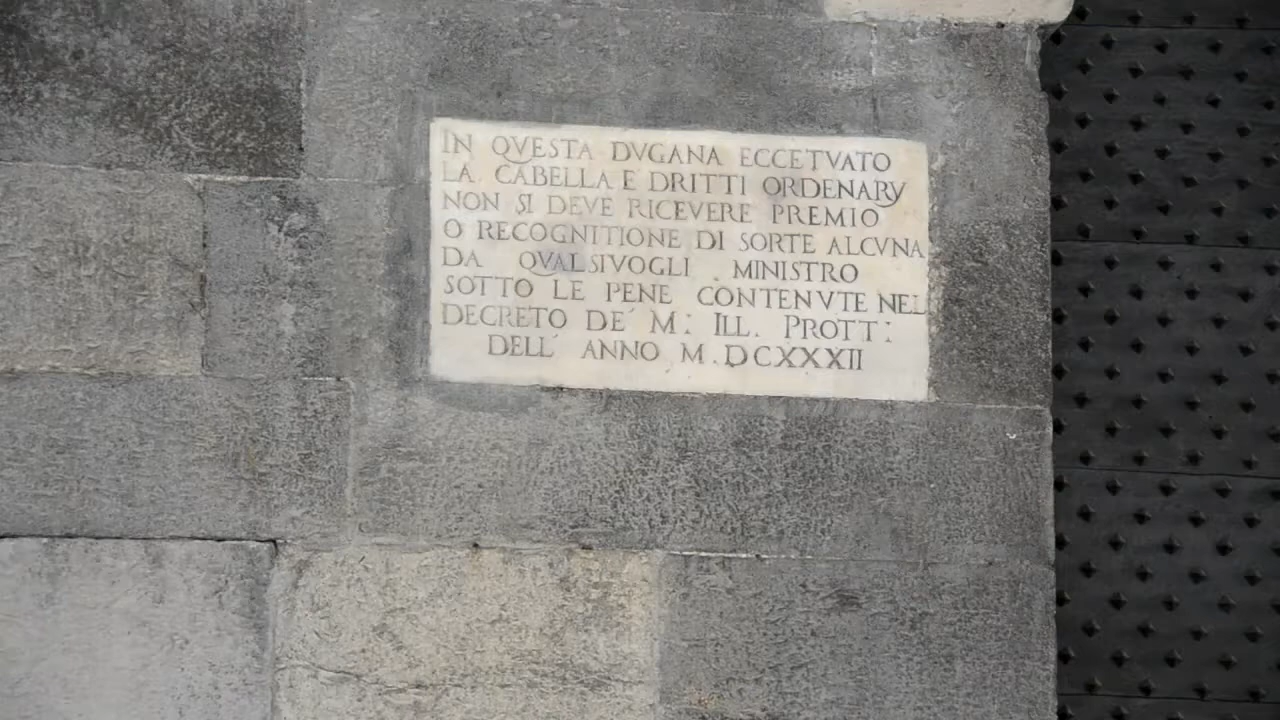 IN QVESTA DVGANA ECCETVATO
LA CABELLA E DRITTI ORDENARY
NON SI DEVE RICEVERE PREMIO
O RECOGNITIONE DI SORTE ALCVNA
DA QVALSIVOGLI MINISTRO
SOTTO LE PENE CONTENVTE NEL
DECRETO DE' M: ILL. PROTT:
DELL' ANNO M.DCXXXII